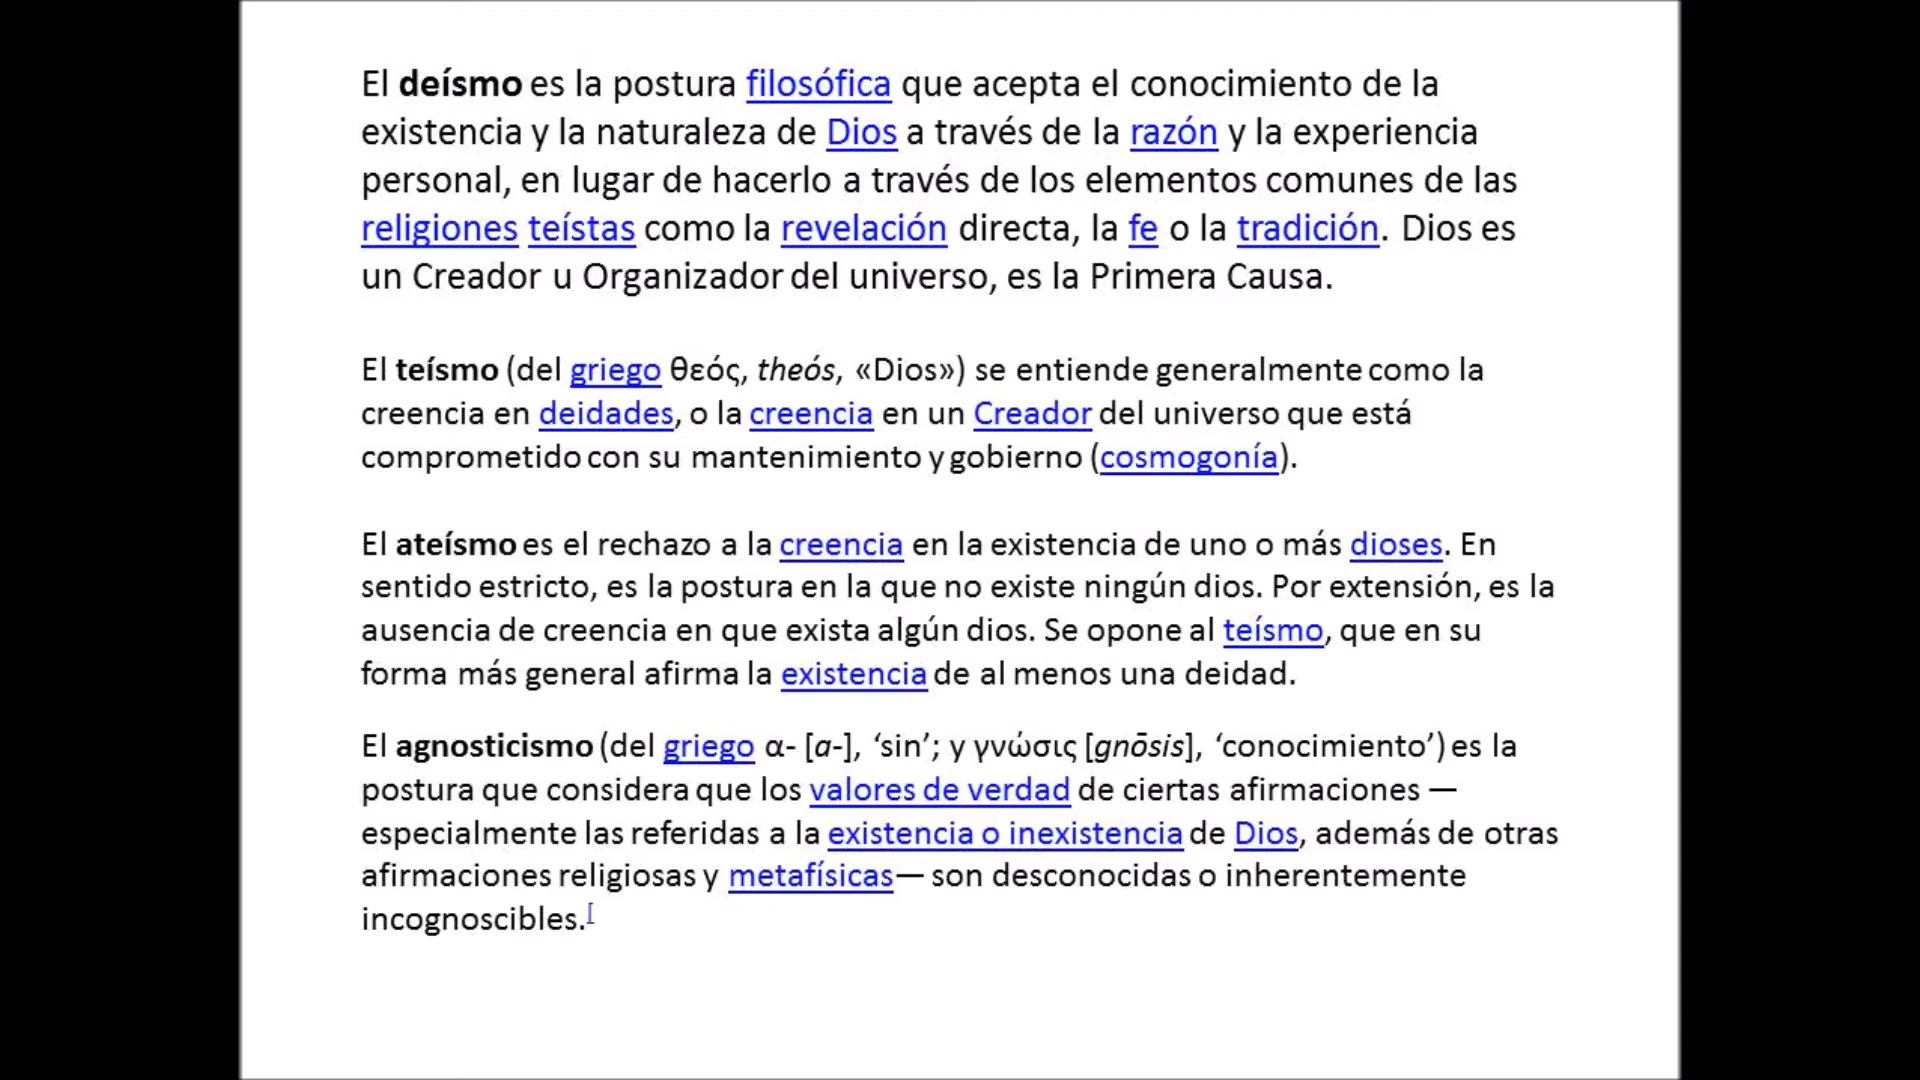 El deísmo es la postura filosófica que acepta el conocimiento de la
existencia y la naturaleza de Dios a través de la razón y la experiencia
personal, en lugar de hacerlo a través de los elementos comunes de las
religiones teístas como la revelación directa, la fe o la tradición. Dios es
un Creador u Organizador del universo, es la Primera Causa.
El teísmo (del griego θεός, theós, «Dios») se entiende generalmente como la
creencia en deidades, o la creencia en un Creador del universo que está
comprometido con su mantenimiento y gobierno (cosmogonía).
El ateísmo es el rechazo a la creencia en la existencia de uno o más dioses. En
sentido estricto, es la postura en la que no existe ningún dios. Por extensión, es la
ausencia de creencia en que exista algún dios. Se opone al teísmo, que en su
forma más general afirma la existencia de al menos una deidad.
El agnosticismo (del griego α- [a-], ‘sin’; y γνώσις [gnōsis], ‘conocimiento’) es la
postura que considera que los valores de verdad de ciertas afirmaciones —
especialmente las referidas a la existencia o inexistencia de Dios, además de otras
afirmaciones religiosas y metafísicas— son desconocidas o inherentemente
incognoscibles.[